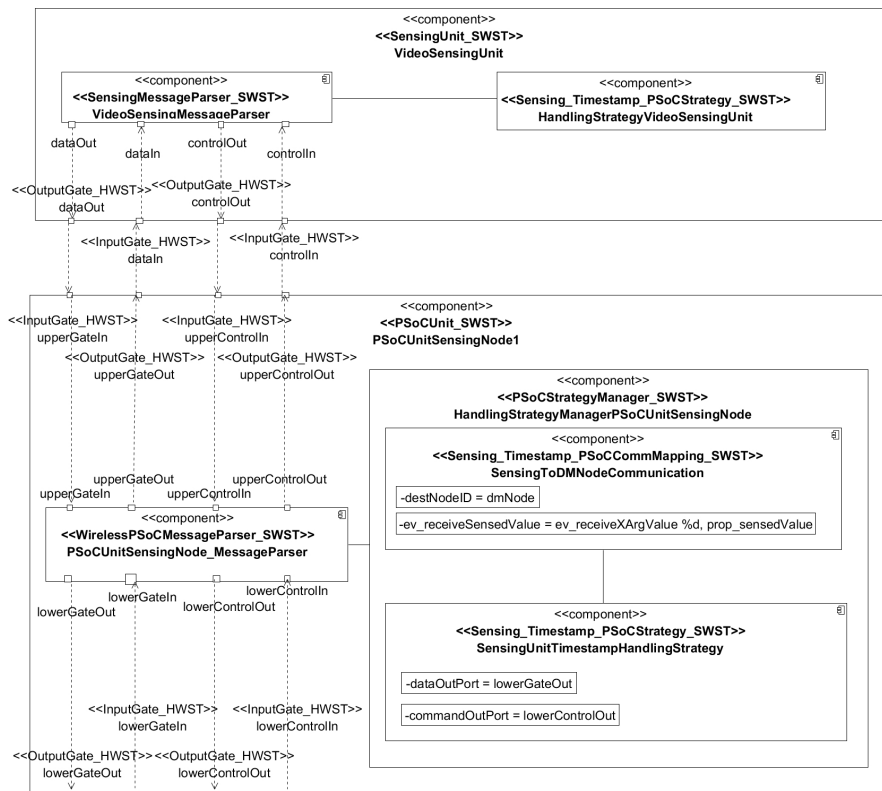 <<component>>
<<SensingUnit_SWST>>
VideoSensingUnit
<<component>>
<<SensingMessageParser_SWST>>
VideoSensingMessageParser
<<component>>
<<Sensing_Timestamp_PSoCStrategy_SWST>>
HandlingStrategyVideoSensingUnit
dataOut
dataIn
controlOut
controlIn
<<OutputGate_HWST>>
dataOut
<<OutputGate_HWST>>
controlOut
<<InputGate_HWST>>
dataIn
<<InputGate_HWST>>
controlIn
<<component>>
<<PSoCUnit_SWST>>
PSoCUnitSensingNode1
<<InputGate_HWST>>
upperGateIn
<<InputGate_HWST>>
upperControlIn
<<OutputGate_HWST>>
upperGateOut
<<OutputGate_HWST>>
upperControlOut
<<component>>
<<PSoCStrategyManager_SWST>>
HandlingStrategyManagerPSoCUnitSensingNode
<<component>>
<<Sensing_Timestamp_PSoCCommMapping_SWST>>
SensingToDMNodeCommunication
-destNodeID = dmNode
-ev_receiveSensedValue = ev_receiveXArgValue %d, prop_sensedValue
upperGateIn
upperGateOut
upperControlIn
upperControlOut
<<component>>
<<WirelessPSoCMessageParser_SWST>>
PSoCUnitSensingNode_MessageParser
lowerGateOut
lowerGateIn
lowerControlOut
lowerControlIn
<<component>>
<<Sensing_Timestamp_PSoCStrategy_SWST>>
SensingUnitTimestampHandlingStrategy
-dataOutPort = lowerGateOut
-commandOutPort = lowerControlOut
<<InputGate_HWST>>
lowerGateIn
<<InputGate_HWST>>
lowerControlIn
<<OutputGate_HWST>>
lowerGateOut
<<OutputGate_HWST>>
lowerControlOut